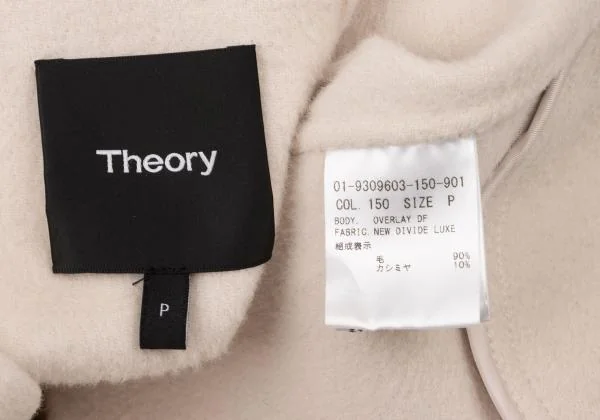 Theory
P
01-9309603-150-901
COL. 150 SIZE P
BODY. OVERLAY DF
FABRIC. NEW DIVIDE LUXE
組成表示
毛 90%
カシミヤ 10%